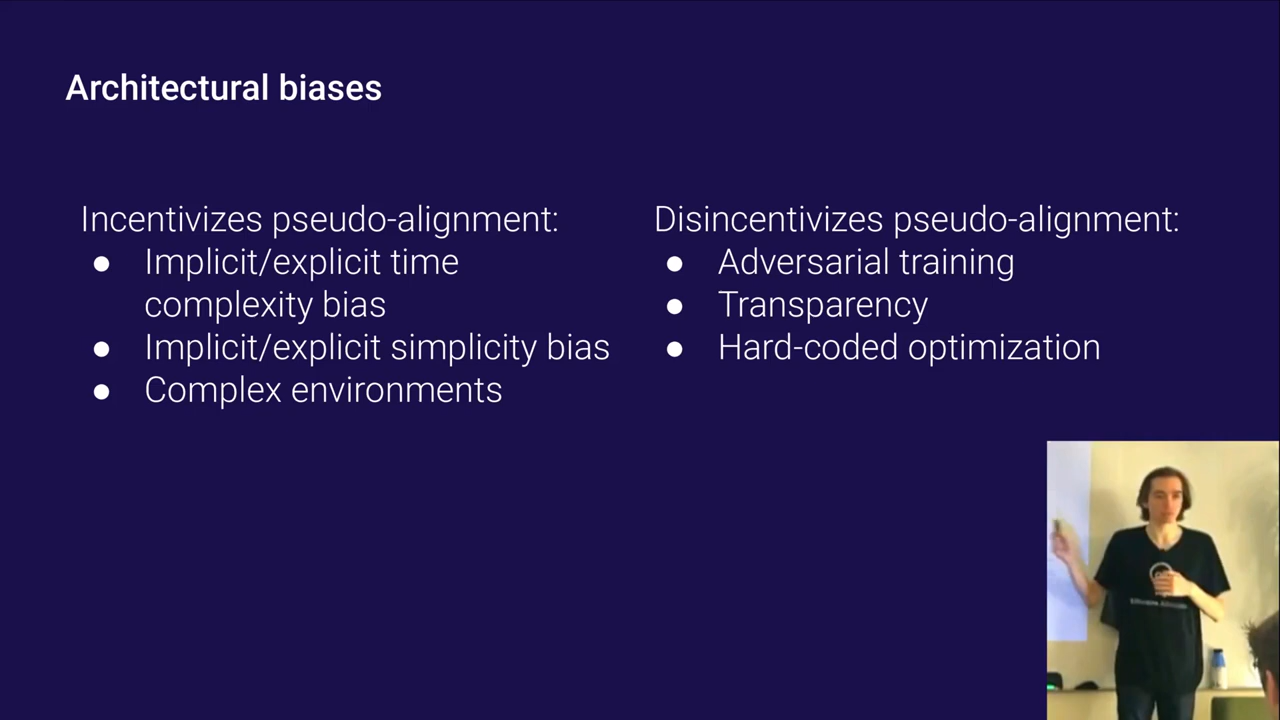 Architectural biases
Incentivizes pseudo-alignment:
● Implicit/explicit time
complexity bias
● Implicit/explicit simplicity bias
● Complex environments
Disincentivizes pseudo-alignment:
● Adversarial training
● Transparency
● Hard-coded optimization